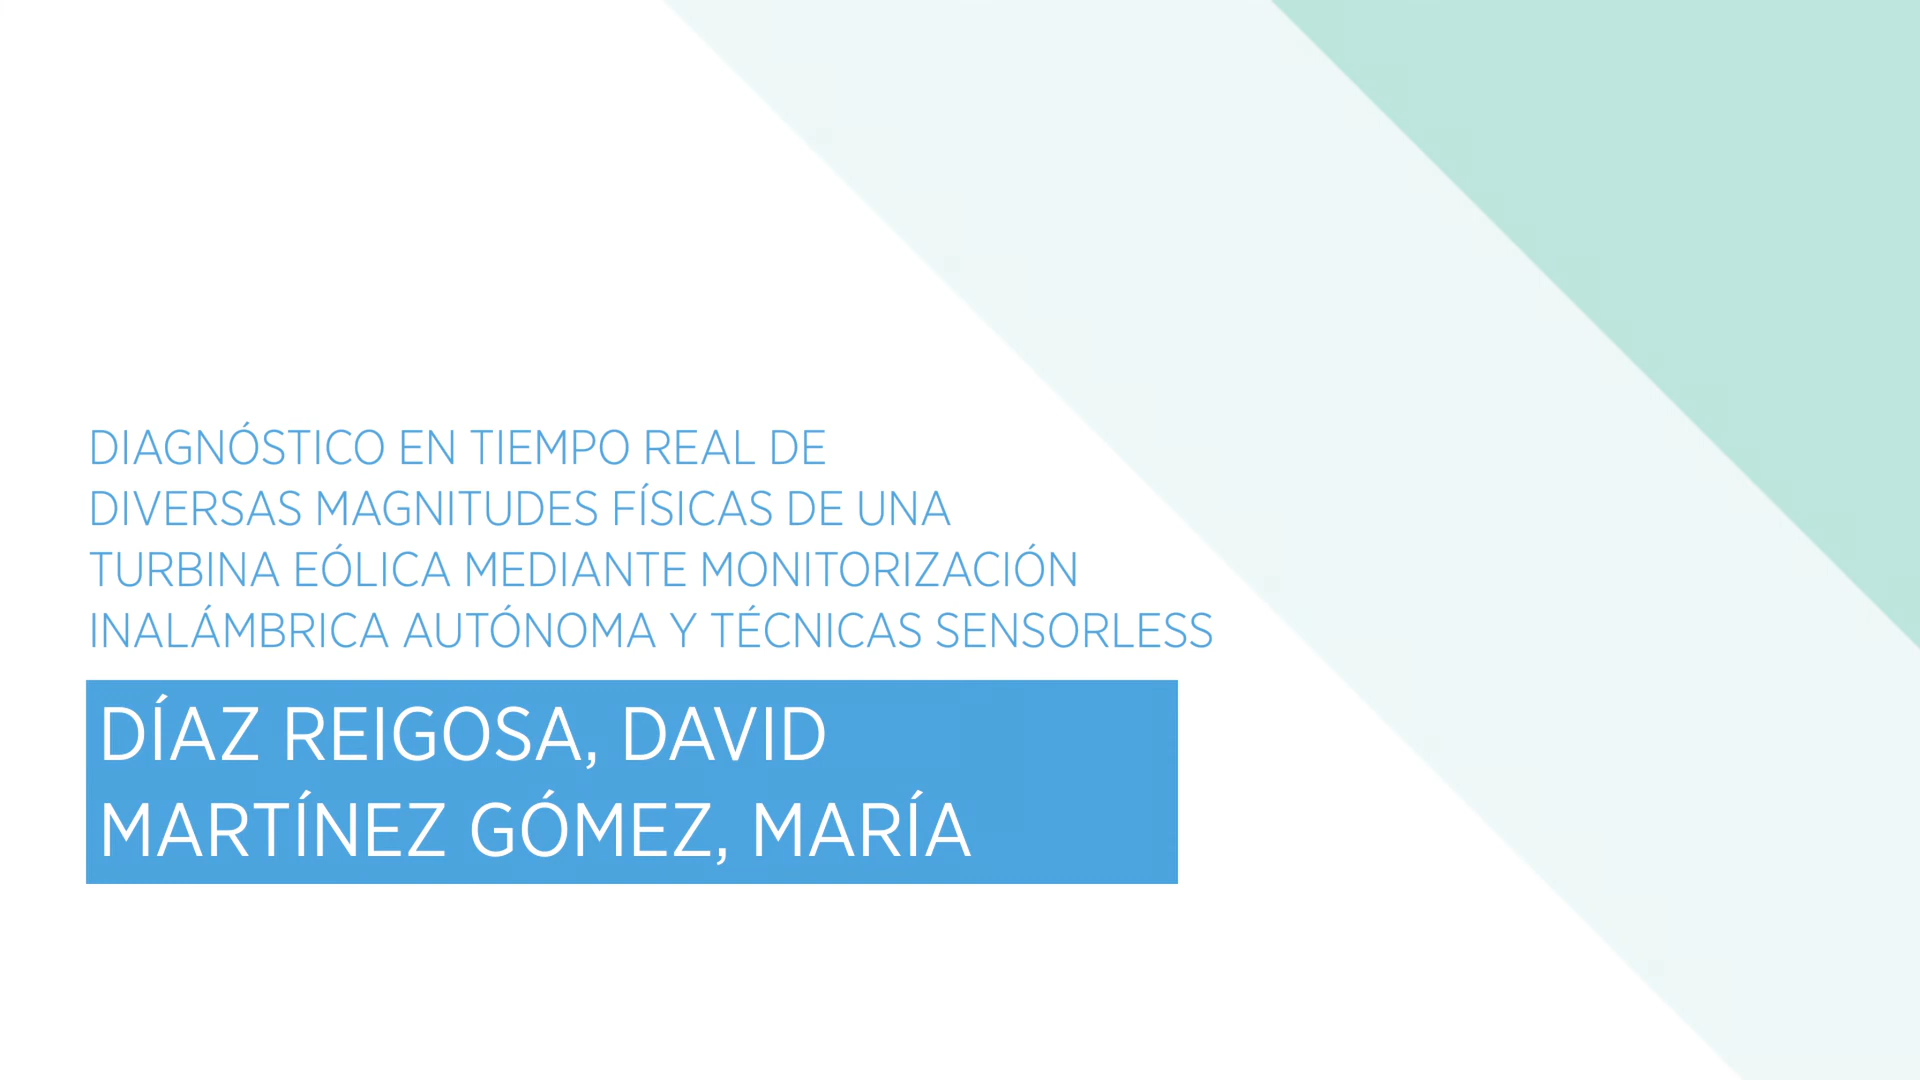 DIAGNÓSTICO EN TIEMPO REAL DE
DIVERSAS MAGNITUDES FÍSICAS DE UNA
TURBINA EÓLICA MEDIANTE MONITORIZACIÓN
INALÁMBRICA AUTÓNOMA Y TÉCNICAS SENSORLESS
DÍAZ REIGOSA, DAVID
MARTÍNEZ GÓMEZ, MARÍA